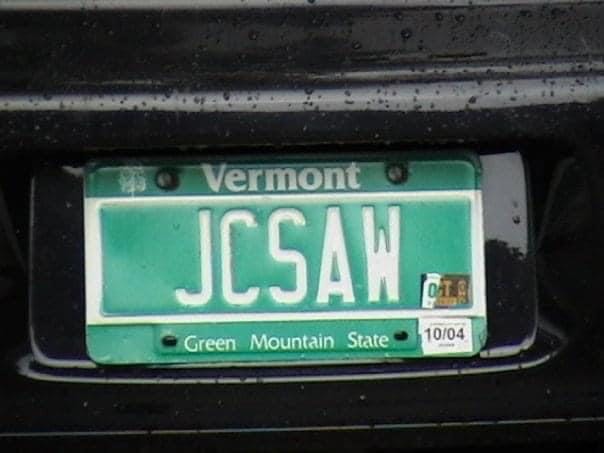 Vermont
JCSAW
Green Mountain State
10/04